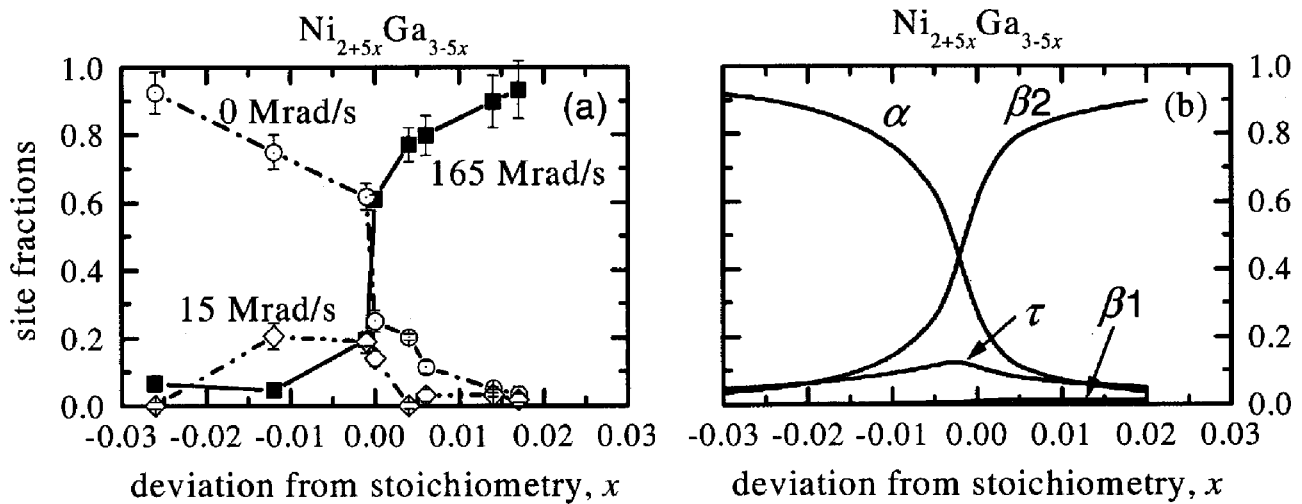 Ni2+5xGa3-5x
(a)
0 Mrad/s
165 Mrad/s
15 Mrad/s
site fractions
1.0
0.8
0.6
0.4
0.2
0.0
-0.03 -0.02 -0.01 0.00 0.01 0.02 0.03
deviation from stoichiometry, x
Ni2+5xGa3-5x
(b)
α
β2
τ
β1
1.0
0.8
0.6
0.4
0.2
0.0
-0.03 -0.02 -0.01 0.00 0.01 0.02 0.03
deviation from stoichiometry, x